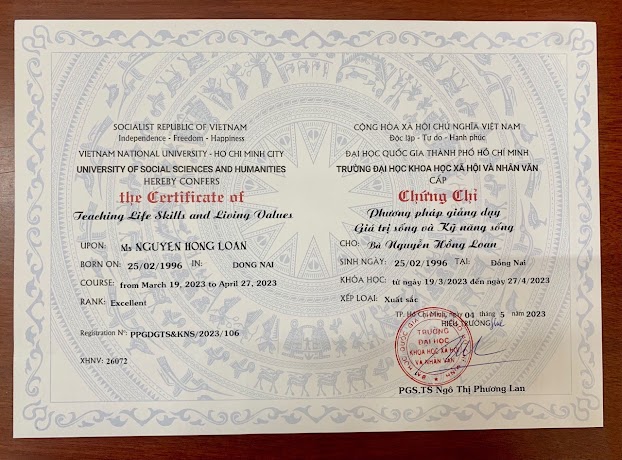 SOCIALIST REPUBLIC OF VIETNAM
Independence - Freedom - Happiness
VIETNAM NATIONAL UNIVERSITY - HO CHI MINH CITY
UNIVERSITY OF SOCIAL SCIENCES AND HUMANITIES
HEREBY CONFERS
the Certificate of
Teaching Life Skills and Living Values
UPON: Ms NGUYEN HONG LOAN
BORN ON: 25/02/1996 IN: DONG NAI
COURSE: from March 19, 2023 to April 27, 2023
RANK: Excellent
Registration Nº: PPGDGTS&KNS/2023/106
XHNV: 26072
CỘNG HÒA XÃ HỘI CHỦ NGHĨA VIỆT NAM
Độc lập - Tự do - Hạnh phúc
ĐẠI HỌC QUỐC GIA THÀNH PHỐ HỒ CHÍ MINH
TRƯỜNG ĐẠI HỌC KHOA HỌC XÃ HỘI VÀ NHÂN VĂN
CẤP
Chứng Chỉ
Phương pháp giảng dạy
Giá trị sống và Kỹ năng sống
CHO: Bà Nguyễn Hồng Loan
SINH NGÀY: 25/02/1996 TẠI: Đồng Nai
KHÓA HỌC: từ ngày 19/3/2023 đến ngày 27/4/2023
XẾP LOẠI: Xuất sắc
TP. Hồ Chí Minh, ngày 04 tháng 5 năm 2023
HIỆU TRƯỞNG
TRƯỜNG
ĐẠI HỌC
KHOA HỌC XÃ HỘI
VÀ NHÂN VĂN
PGS,TS Ngô Thị Phương Lan